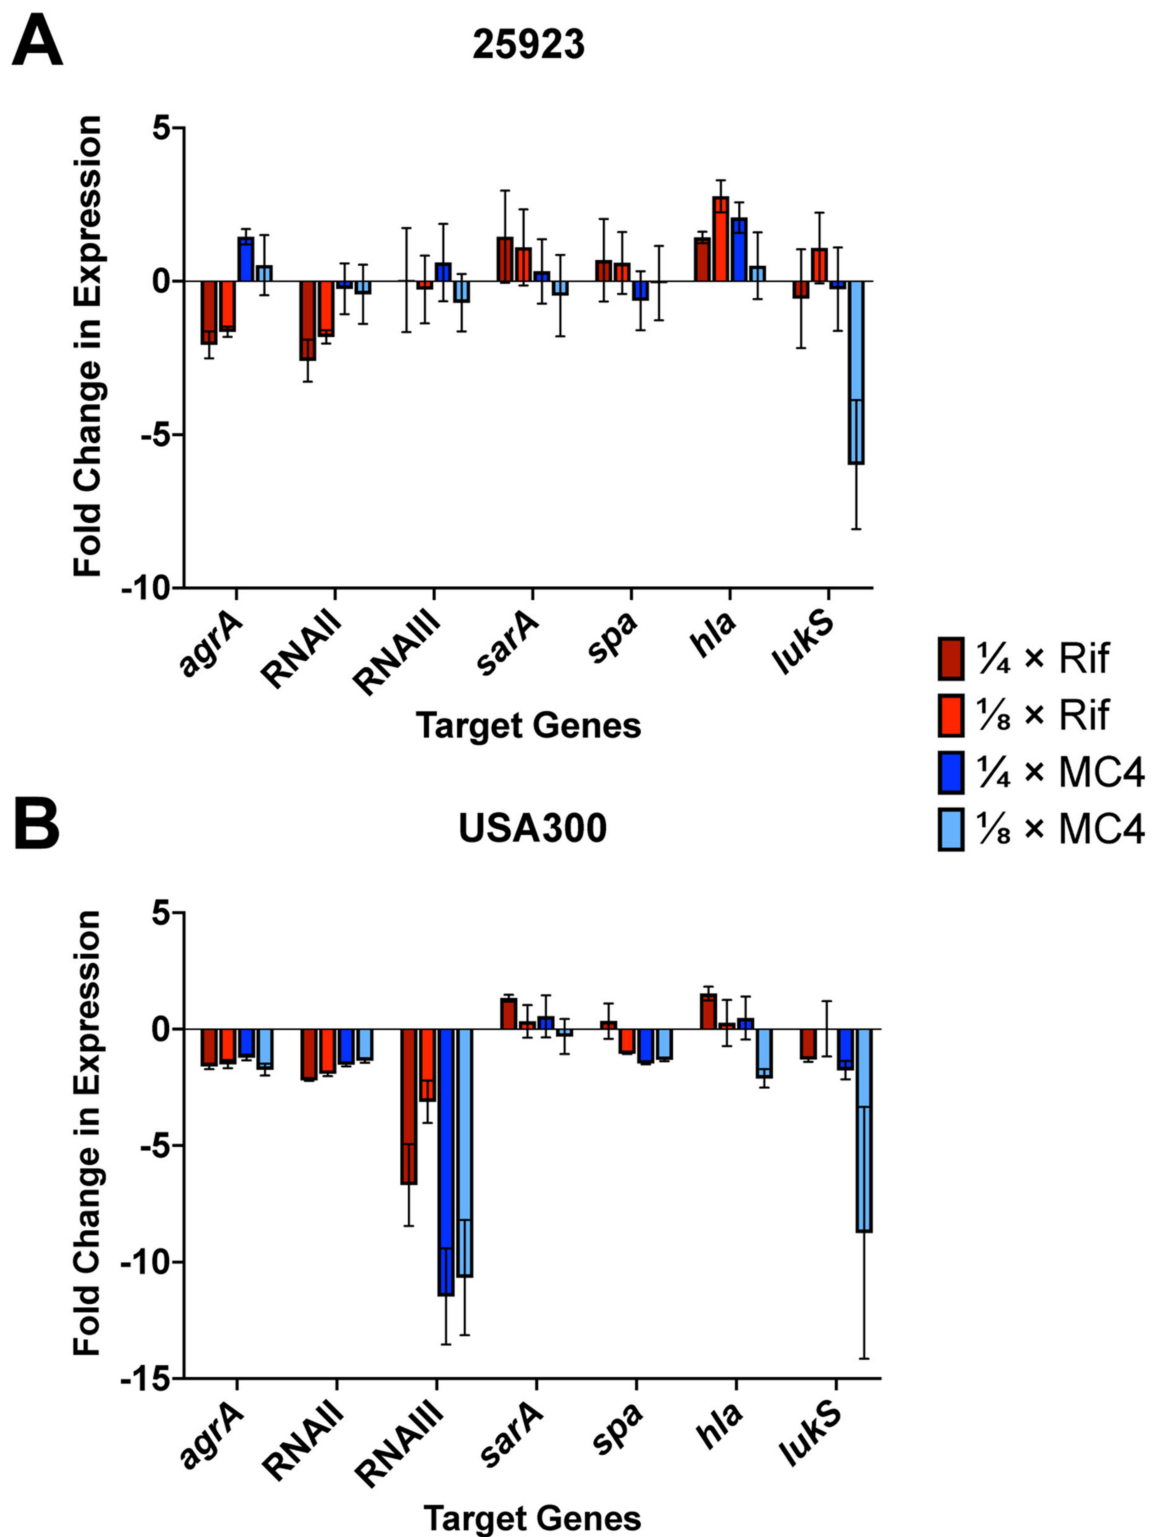 A
25923
Fold Change in Expression
5
0
-5
-10
agrA
RNAII
RNAIII
sarA
spa
hla
lukS
Target Genes
¼ × Rif
⅛ × Rif
¼ × MC4
⅛ × MC4
B
USA300
Fold Change in Expression
5
0
-5
-10
-15
agrA
RNAII
RNAIII
sarA
spa
hla
lukS
Target Genes